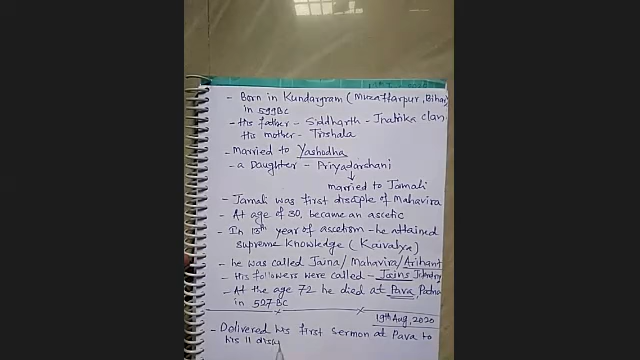 - Born in Kundargram (Muzaffarpur, Bihar)
in 599BC
- His father - Siddharth - Jnatrika clan
His mother - Trishala
- Married to Yashodha
- a Daughter - Priyadarshani
↓
married to Jamali
- Jamali was first disciple of Mahavira
- At age of 30, became an ascetic
- In 13th year of ascetism - he attained
supreme knowledge (Kaivalya)
- he was called Jaina/ Mahavira/Arihant
- His followers were called - Jains
- At the age 72 he died at Pava, Patna
in 527BC
19th Aug, 2020
- Delivered his first sermon at Pava to
his 11